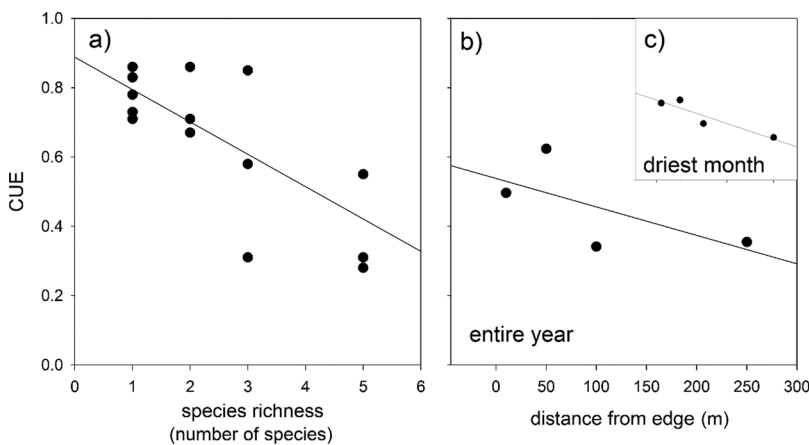 a)
b)
c)
1.0
0.8
0.6
0.4
0.2
0.0
CUE
driest month
entire year
0 1 2 3 4 5 6
0 50 100 150 200 250 300
species richness
(number of species)
distance from edge (m)